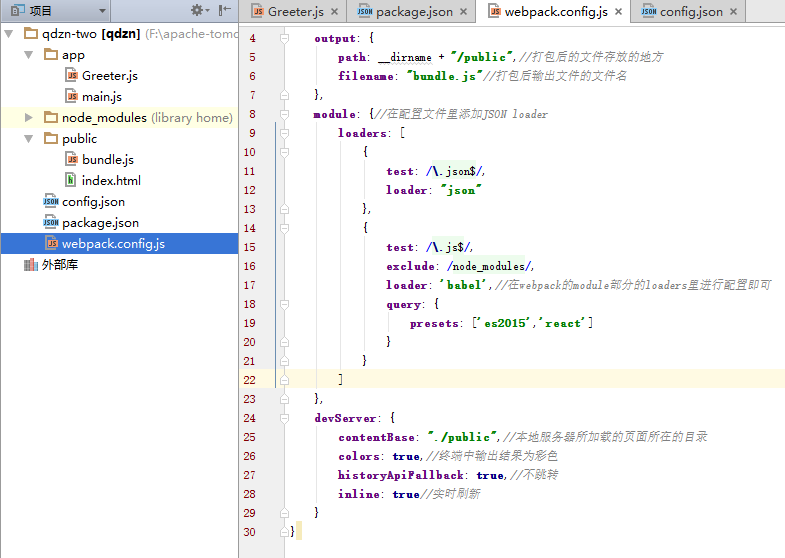 项目
qdzn-two [qdzn] (F:\apache-tomc
app
Greeter.js
main.js
node_modules (library home)
public
bundle.js
index.html
config.json
package.json
webpack.config.js
外部库
Greeter.js package.json webpack.config.js config.json
4 output: {
5 path: __dirname + "/public",//打包后的文件存放的地方
6 filename: "bundle.js"//打包后输出文件的文件名
7 },
8 module: {//在配置文件里添加JSON loader
9 loaders: [
10 {
11 test: /\.json$/,
12 loader: "json"
13 },
14 {
15 test: /\.js$/,
16 exclude: /node_modules/,
17 loader: 'babel',//在webpack的module部分的loaders里进行配置即可
18 query: {
19 presets: ['es2015','react']
20 }
21 }
22 ]
23 },
24 devServer: {
25 contentBase: "./public",//本地服务器所加载的页面所在的目录
26 colors: true,//终端中输出结果为彩色
27 historyApiFallback: true,//不跳转
28 inline: true//实时刷新
29 }
30 }